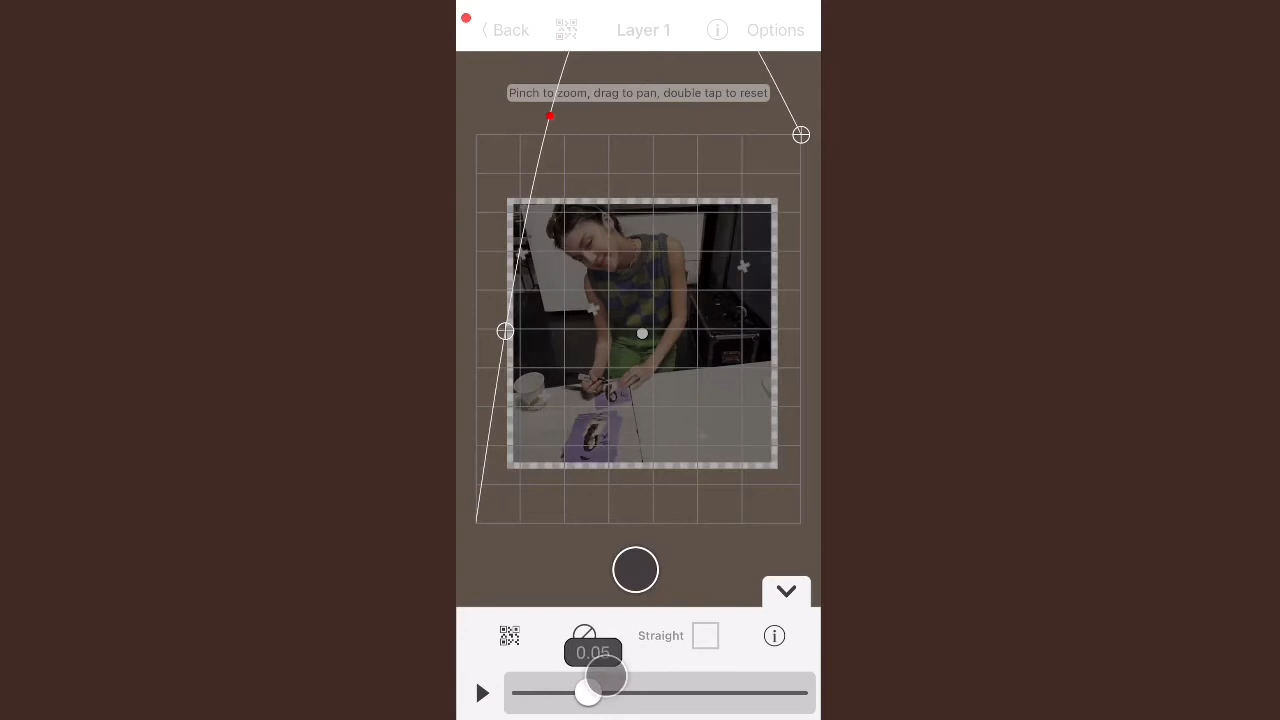 Back
Layer 1
Options
Pinch to zoom, drag to pan, double tap to reset
Straight
0.05